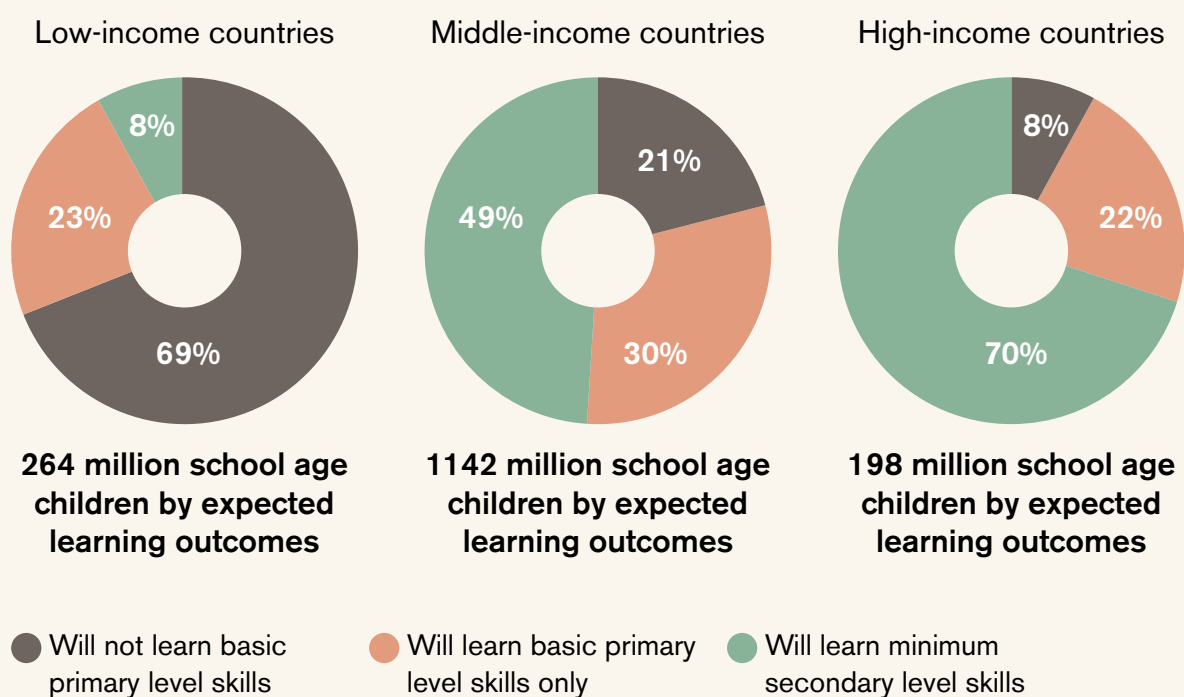 Low-income countries
8%
23%
69%
264 million school age
children by expected
learning outcomes
Middle-income countries
21%
49%
30%
1142 million school age
children by expected
learning outcomes
High-income countries
8%
22%
70%
198 million school age
children by expected
learning outcomes
Will not learn basic
primary level skills
Will learn basic primary
level skills only
Will learn minimum
secondary level skills